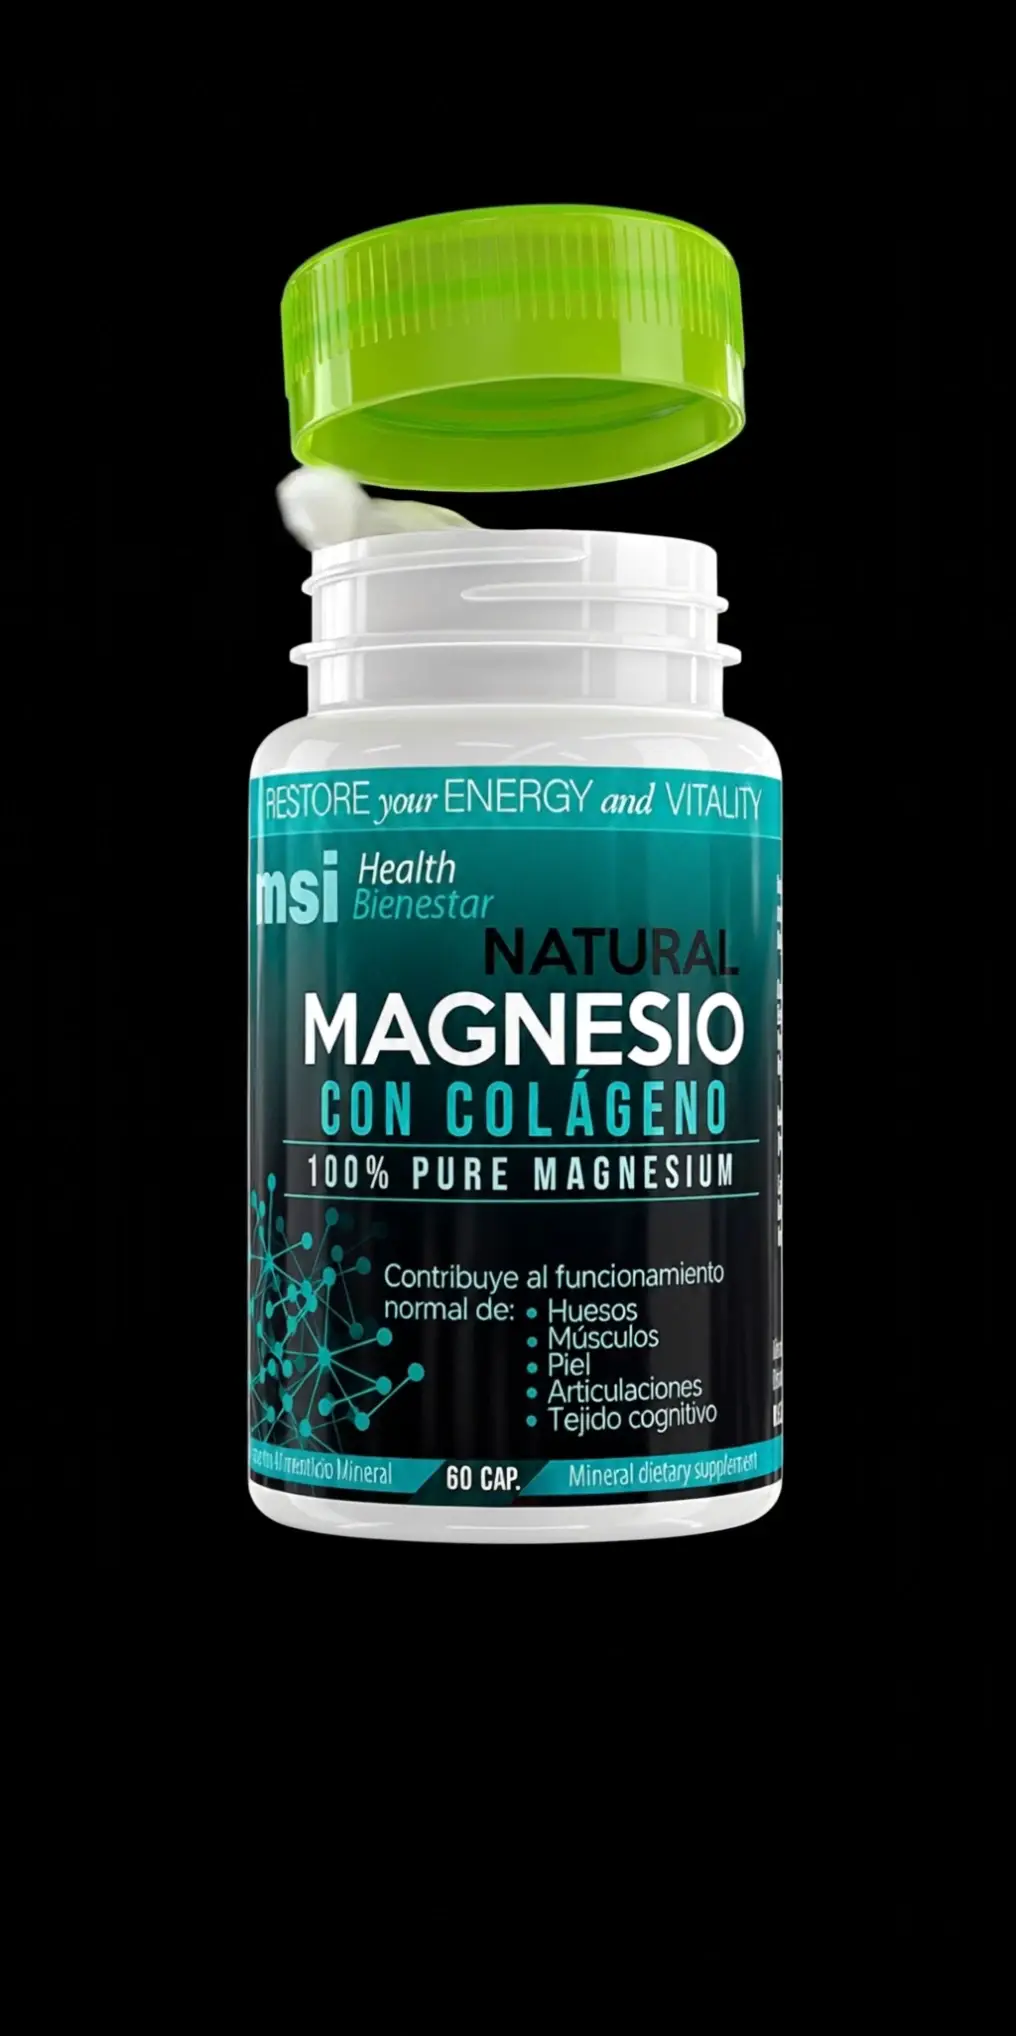 RESTORE your ENERGY and VITALITY
msi Health
Bienestar
NATURAL
MAGNESIO
CON COLÁGENO
100% PURE MAGNESIUM
Contribuye al funcionamiento
normal de: • Huesos
• Músculos
• Piel
• Articulaciones
• Tejido cognitivo
Mineral
60 CAP.
Mineral dietary supplement